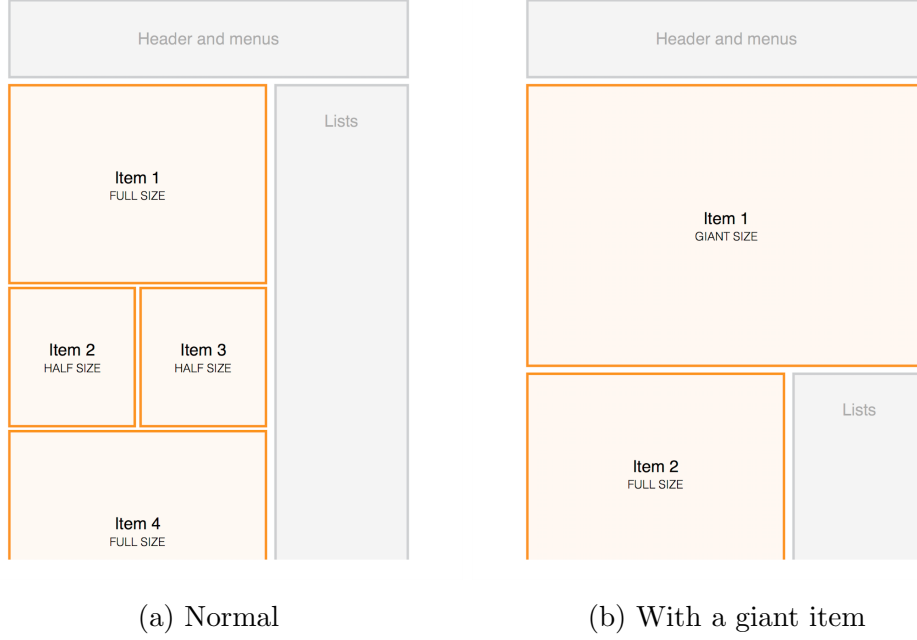 Header and menus
Lists
Item 1
FULL SIZE
Item 2
HALF SIZE
Item 3
HALF SIZE
Item 4
FULL SIZE
(a) Normal
Header and menus
Item 1
GIANT SIZE
Lists
Item 2
FULL SIZE
(b) With a giant item